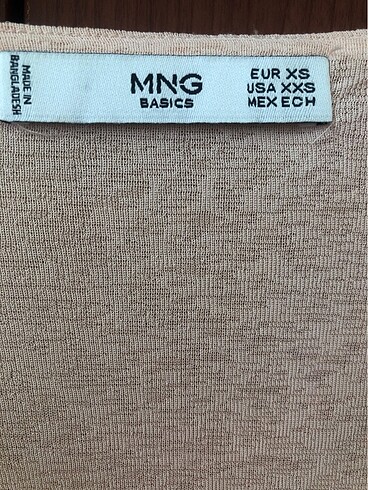 MADE IN
BANGLADESH
MNG
BASICS
EUR XS
USA XXS
MEX ECH